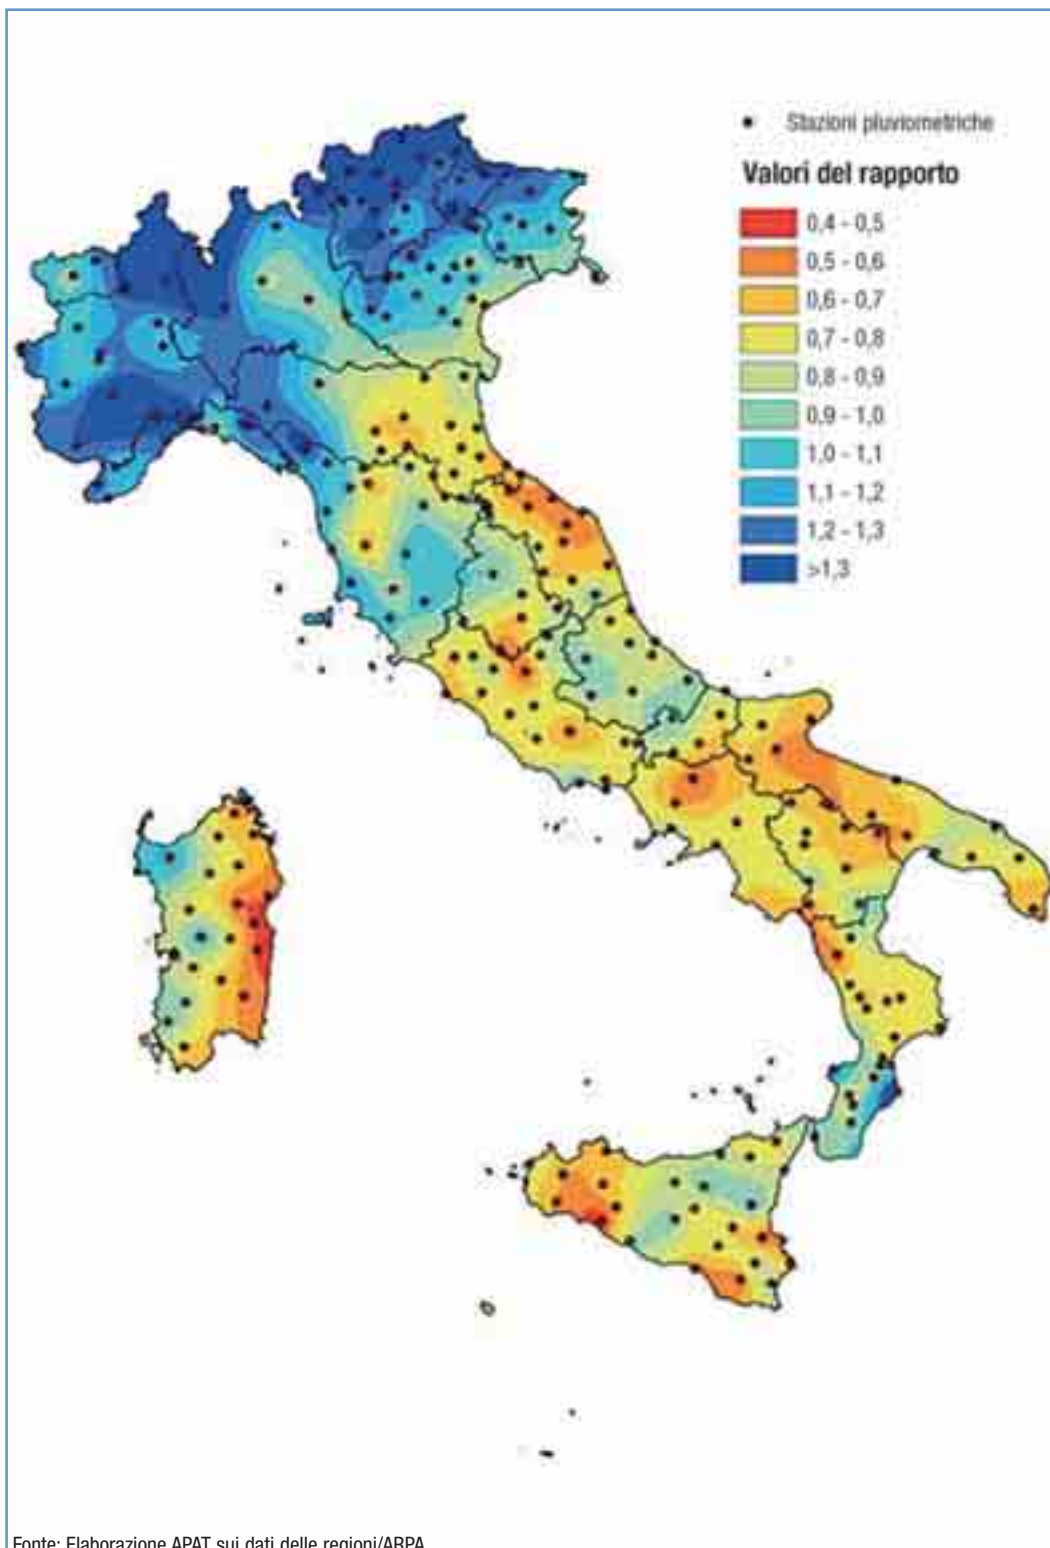 Stazioni pluviometriche
Valori del rapporto
0,4 - 0,5
0,5 - 0,6
0,6 - 0,7
0,7 - 0,8
0,8 - 0,9
0,9 - 1,0
1,0 - 1,1
1,1 - 1,2
1,2 - 1,3
>1,3
Fonte: Elaborazione APAT sui dati delle regioni/ARPA